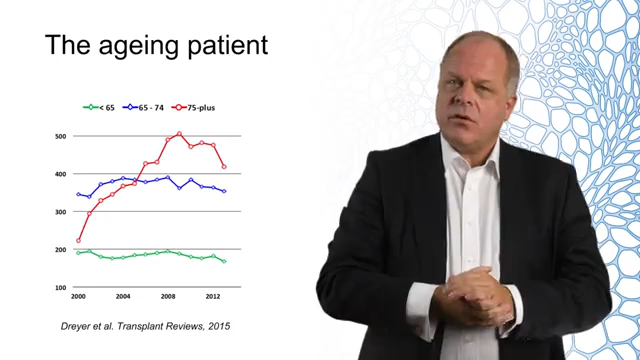 The ageing patient
< 65 65 - 74 75-plus
500
400
300
200
100
2000 2004 2008 2012
Dreyer et al. Transplant Reviews, 2015